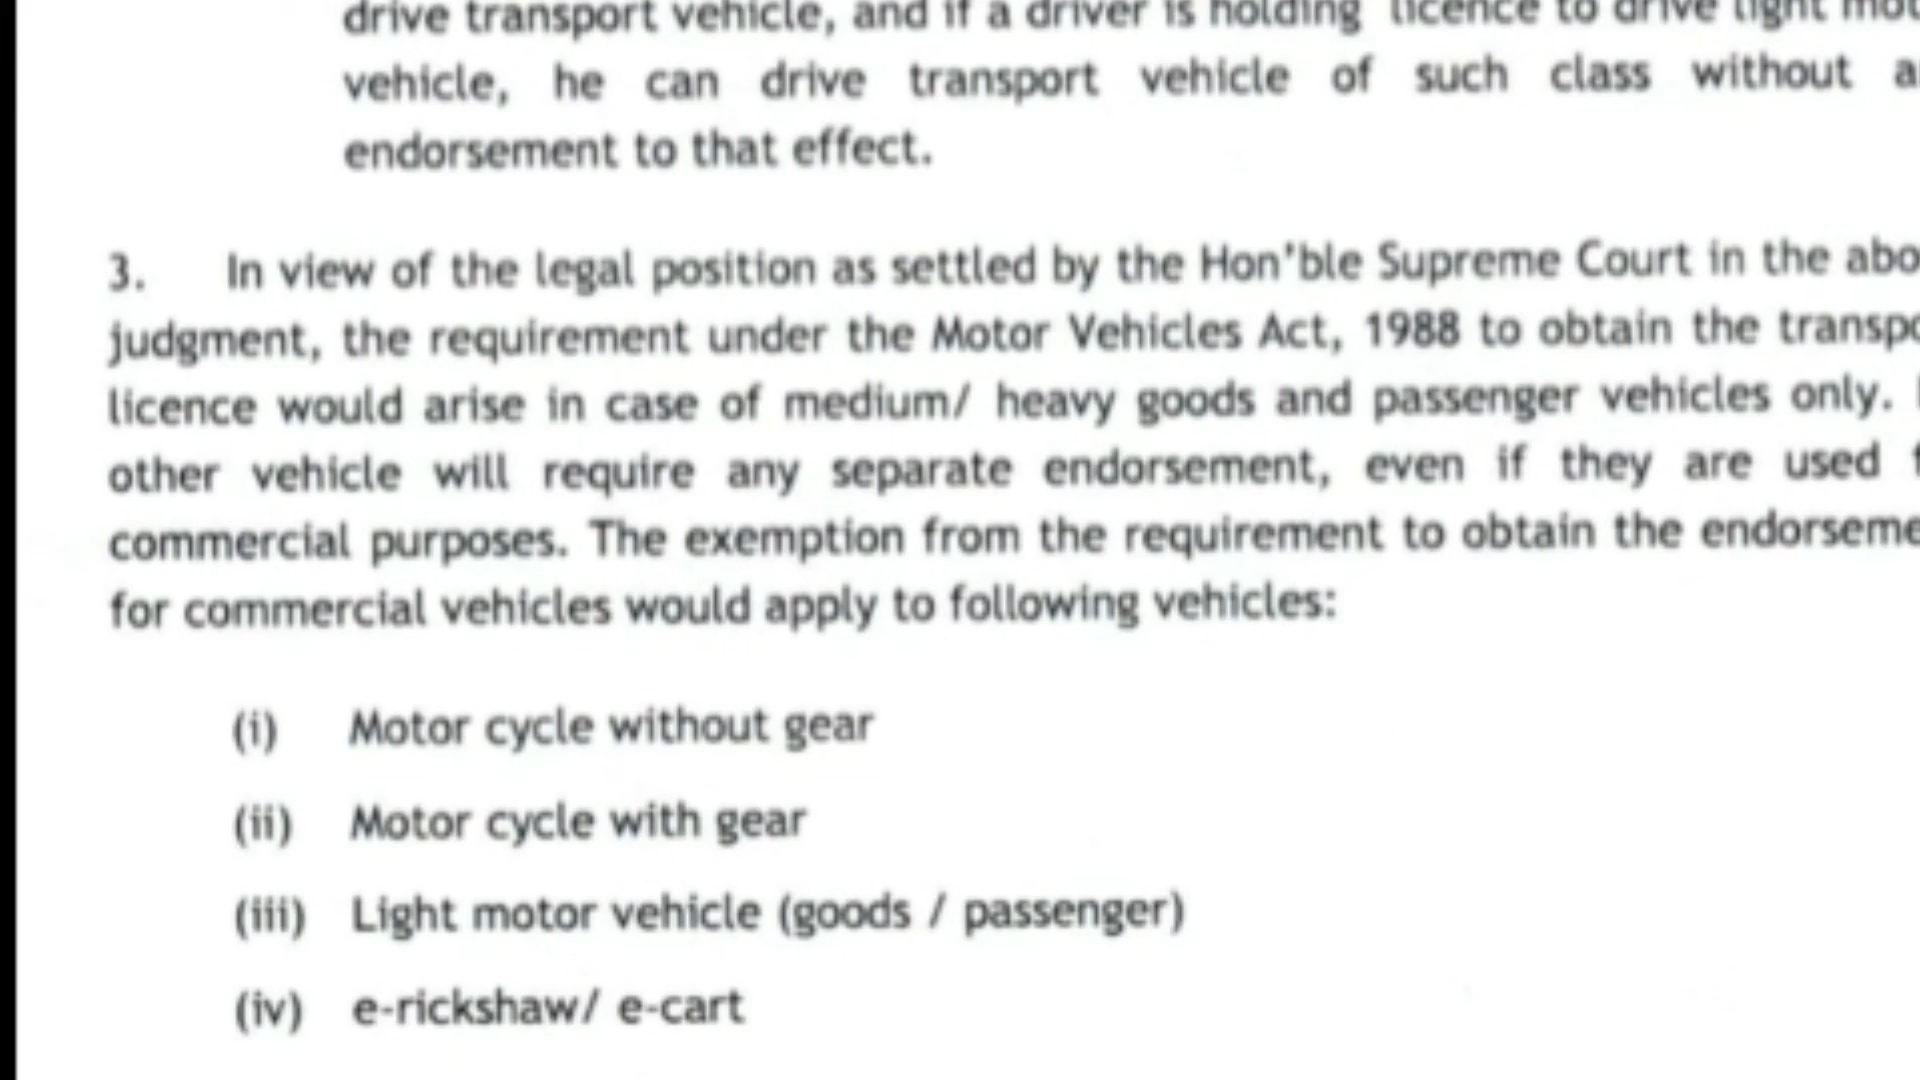 drive transport vehicle, and if a driver is holding licence to drive light
vehicle, he can drive transport vehicle of such class without
endorsement to that effect.
3. In view of the legal position as settled by the Hon'ble Supreme Court in the
judgment, the requirement under the Motor Vehicles Act, 1988 to obtain the
licence would arise in case of medium/ heavy goods and passenger vehicles only.
other vehicle will require any separate endorsement, even if they are used
commercial purposes. The exemption from the requirement to obtain the
for commercial vehicles would apply to following vehicles:
(i) Motor cycle without gear
(ii) Motor cycle with gear
(iii) Light motor vehicle (goods / passenger)
(iv) e-rickshaw/ e-cart